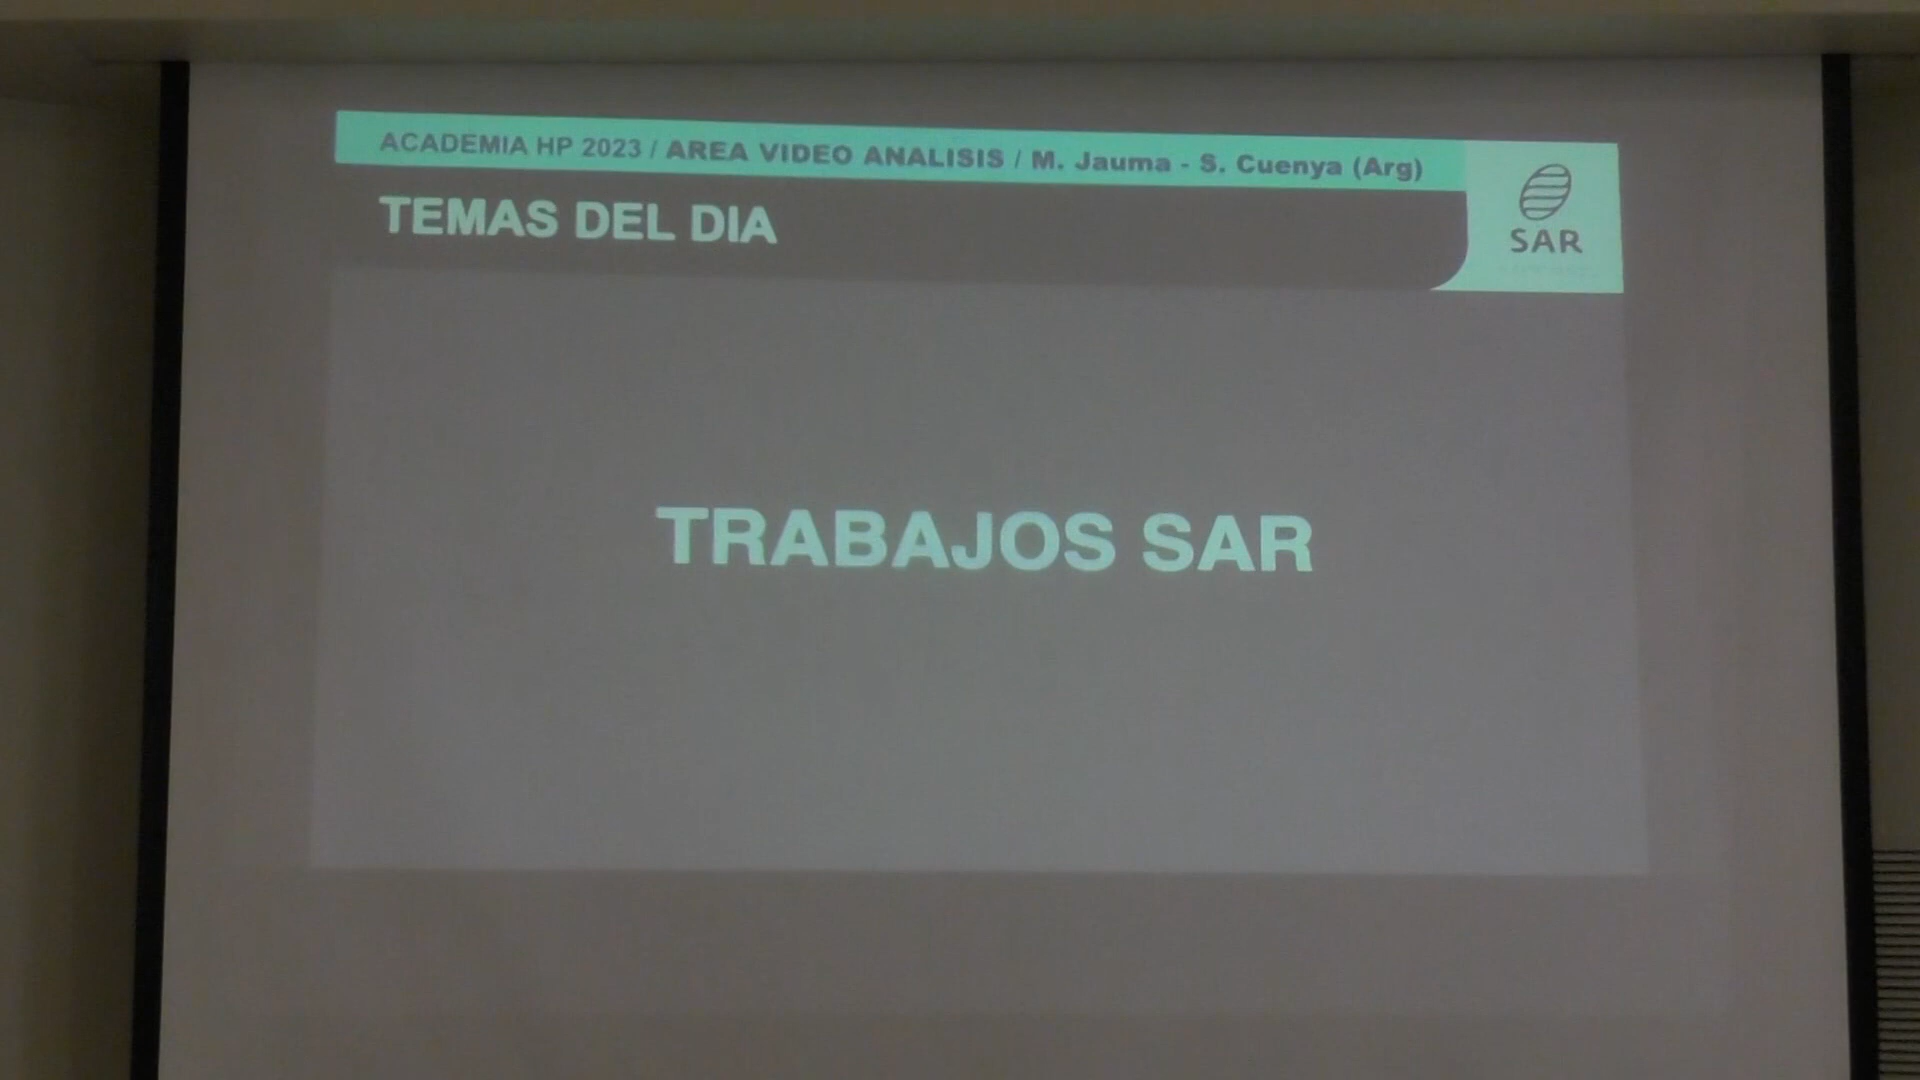 ACADEMIA HP 2023 / AREA VIDEO ANALISIS / M. Jauma - S. Cuenya (Arg)
TEMAS DEL DIA
SAR
TRABAJOS SAR